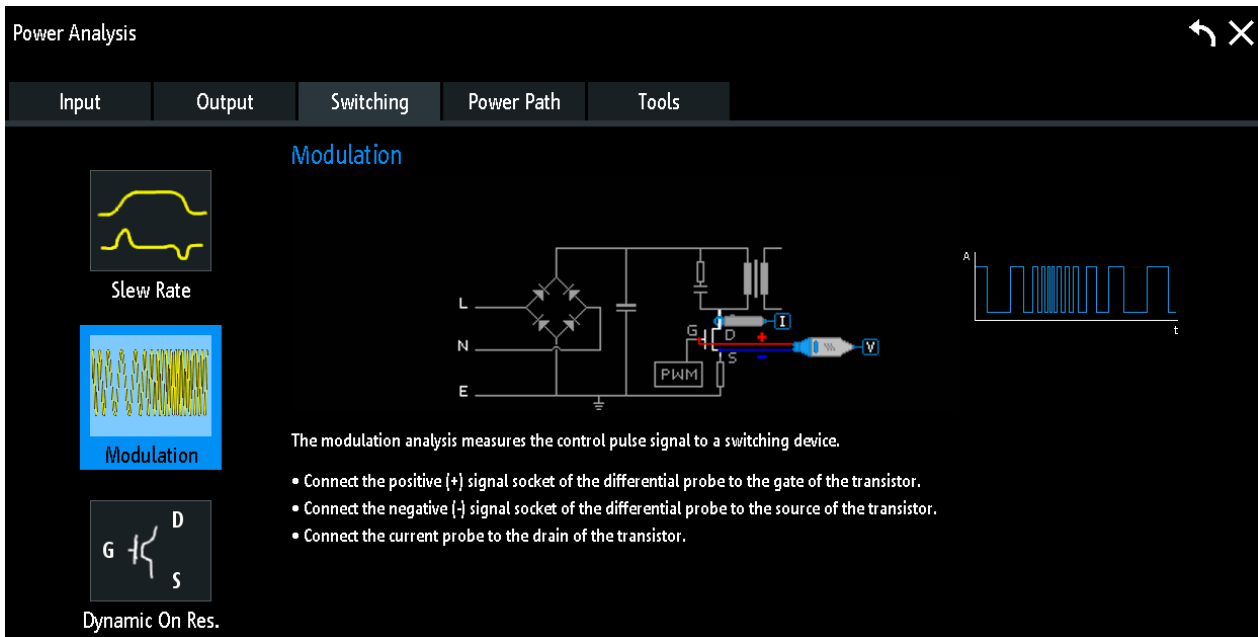 Power Analysis
Input Output Switching Power Path Tools
Modulation
Slew Rate
Modulation
G D S
Dynamic On Res.
L
N
E
G
D
S
PWM
I
+
-
V
A
t
The modulation analysis measures the control pulse signal to a switching device.
• Connect the positive (+) signal socket of the differential probe to the gate of the transistor.
• Connect the negative (-) signal socket of the differential probe to the source of the transistor.
• Connect the current probe to the drain of the transistor.